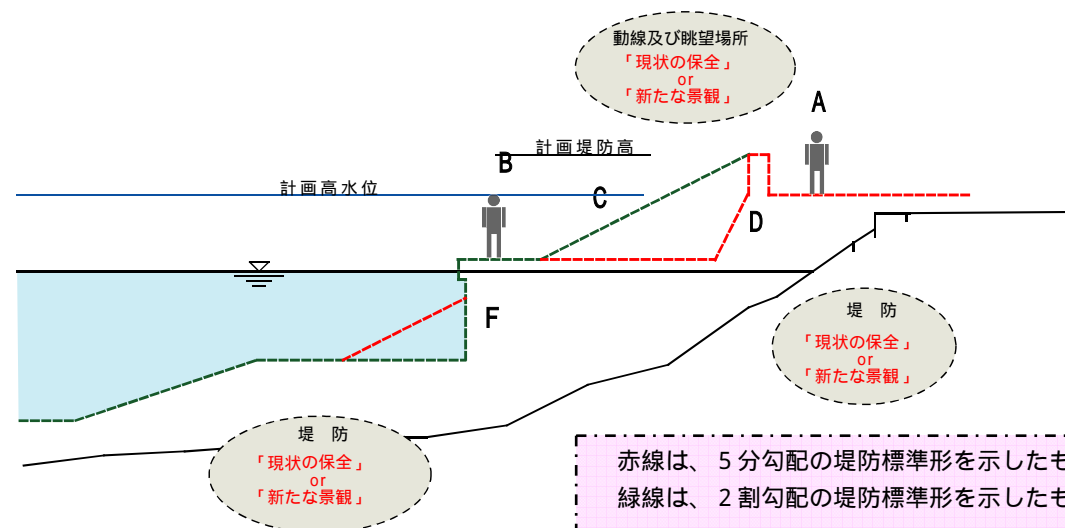 動線及び眺望場所
「現状の保全」
or
「新たな景観」
A
計画堤防高
B
計画高水位
C
D
F
堤 防
「現状の保全」
or
「新たな景観」
堤 防
「現状の保全」
or
「新たな景観」
赤線は、５分勾配の堤防標準形を示したも
緑線は、２割勾配の堤防標準形を示したも